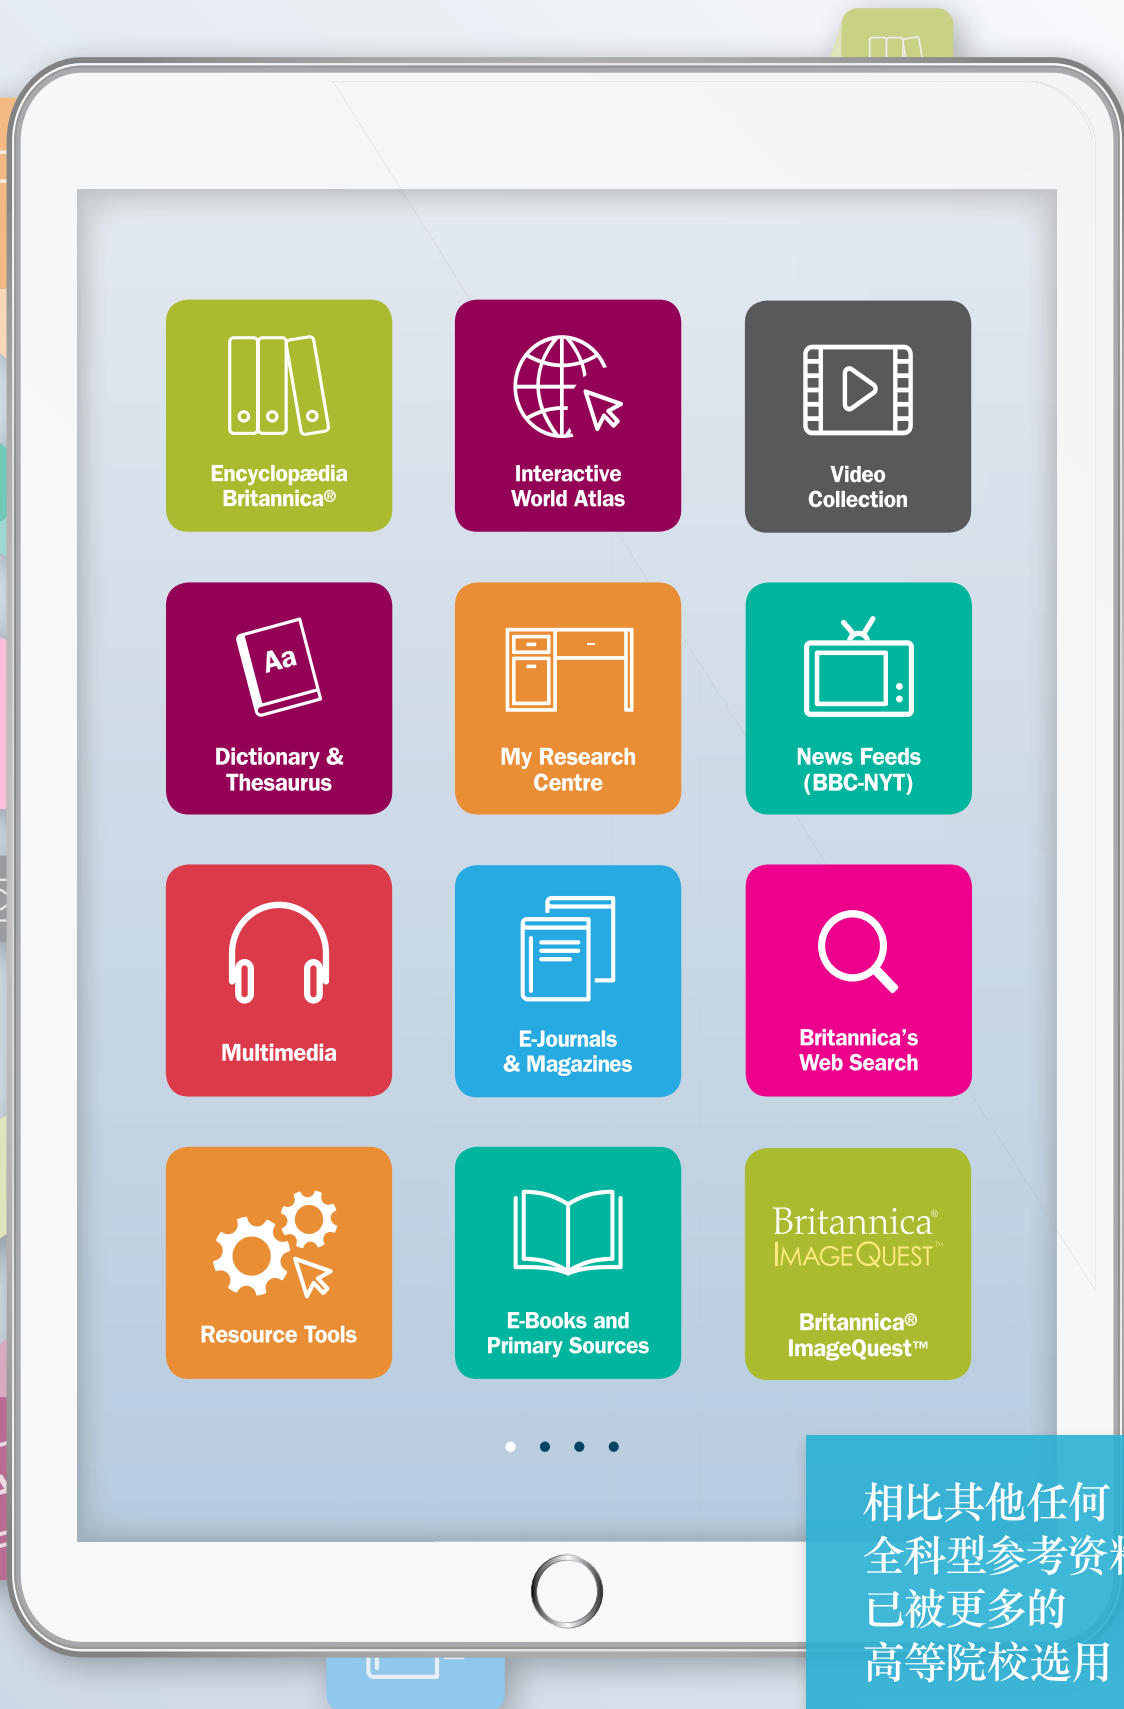 Encyclopædia
Britannica®
Interactive
World Atlas
Video
Collection
Aa
Dictionary &
Thesaurus
My Research
Centre
News Feeds
(BBC-NYT)
Multimedia
E-Journals
& Magazines
Britannica's
Web Search
Resource Tools
E-Books and
Primary Sources
Britannica®
IMAGEQUEST™
Britannica®
ImageQuest™
相比其他任何
全科型参考资料
已被更多的
高等院校选用